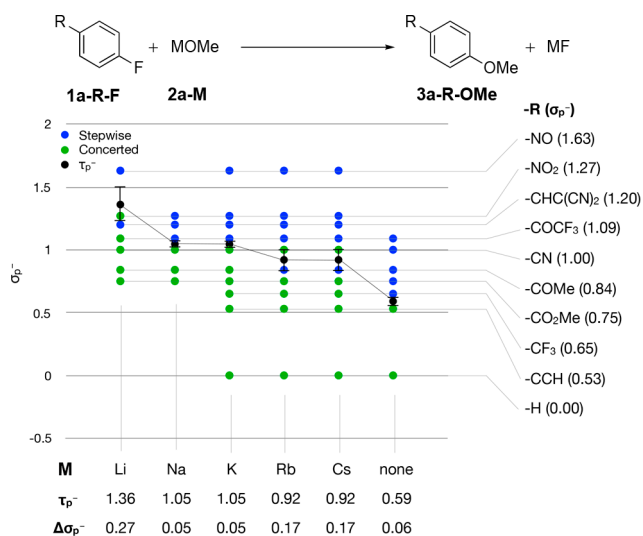 R
F
+
MOMe
R
OMe
+
MF
1a-R-F
2a-M
3a-R-OMe
-R (σp⁻)
2
1.5
1
0.5
0
-0.5
σp⁻
Stepwise
Concerted
τp⁻
-NO (1.63)
-NO₂ (1.27)
-CHC(CN)₂ (1.20)
-COCF₃ (1.09)
-CN (1.00)
-COMe (0.84)
-CO₂Me (0.75)
-CF₃ (0.65)
-CCH (0.53)
-H (0.00)
M Li Na K Rb Cs none
τp⁻ 1.36 1.05 1.05 0.92 0.92 0.59
Δσp⁻ 0.27 0.05 0.05 0.17 0.17 0.06